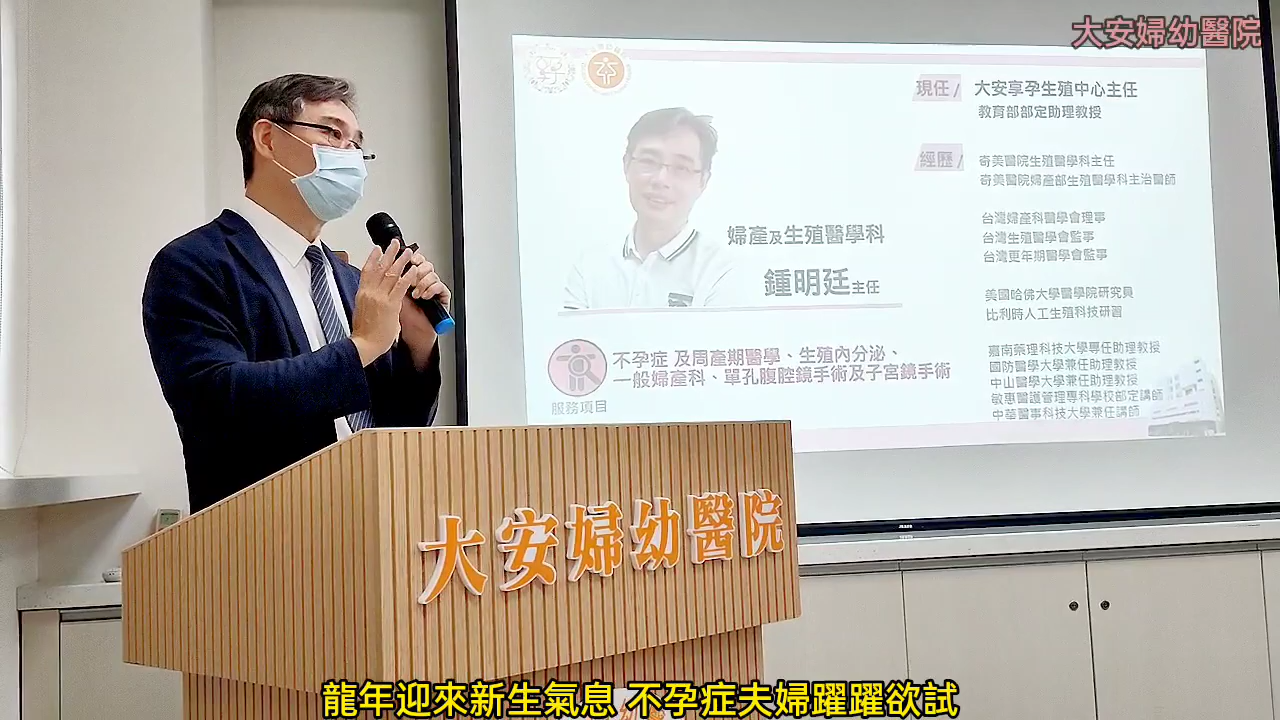 大安婦幼醫院
現任/ 大安享孕生殖中心主任
教育部部定助理教授
經歷/ 奇美醫院生殖醫學科主任
奇美醫院婦產部生殖醫學科主治醫師
台灣婦產科醫學會理事
台灣生殖醫學會監事
台灣更年期醫學會監事
美國哈佛大學醫學院研究員
比利時人工生殖科技研習
嘉南藥理科技大學專任助理教授
國防醫學大學兼任助理教授
中山醫學大學兼任助理教授
敏惠醫護管理專科學校部定講師
中華醫事科技大學兼任講師
婦產及生殖醫學科
鍾明廷主任
不孕症 及周產期醫學、生殖內分泌、
一般婦產科、單孔腹腔鏡手術及子宮鏡手術
服務項目
大安婦幼醫院
龍年迎來新生氣息 不孕症夫婦躍躍欲試